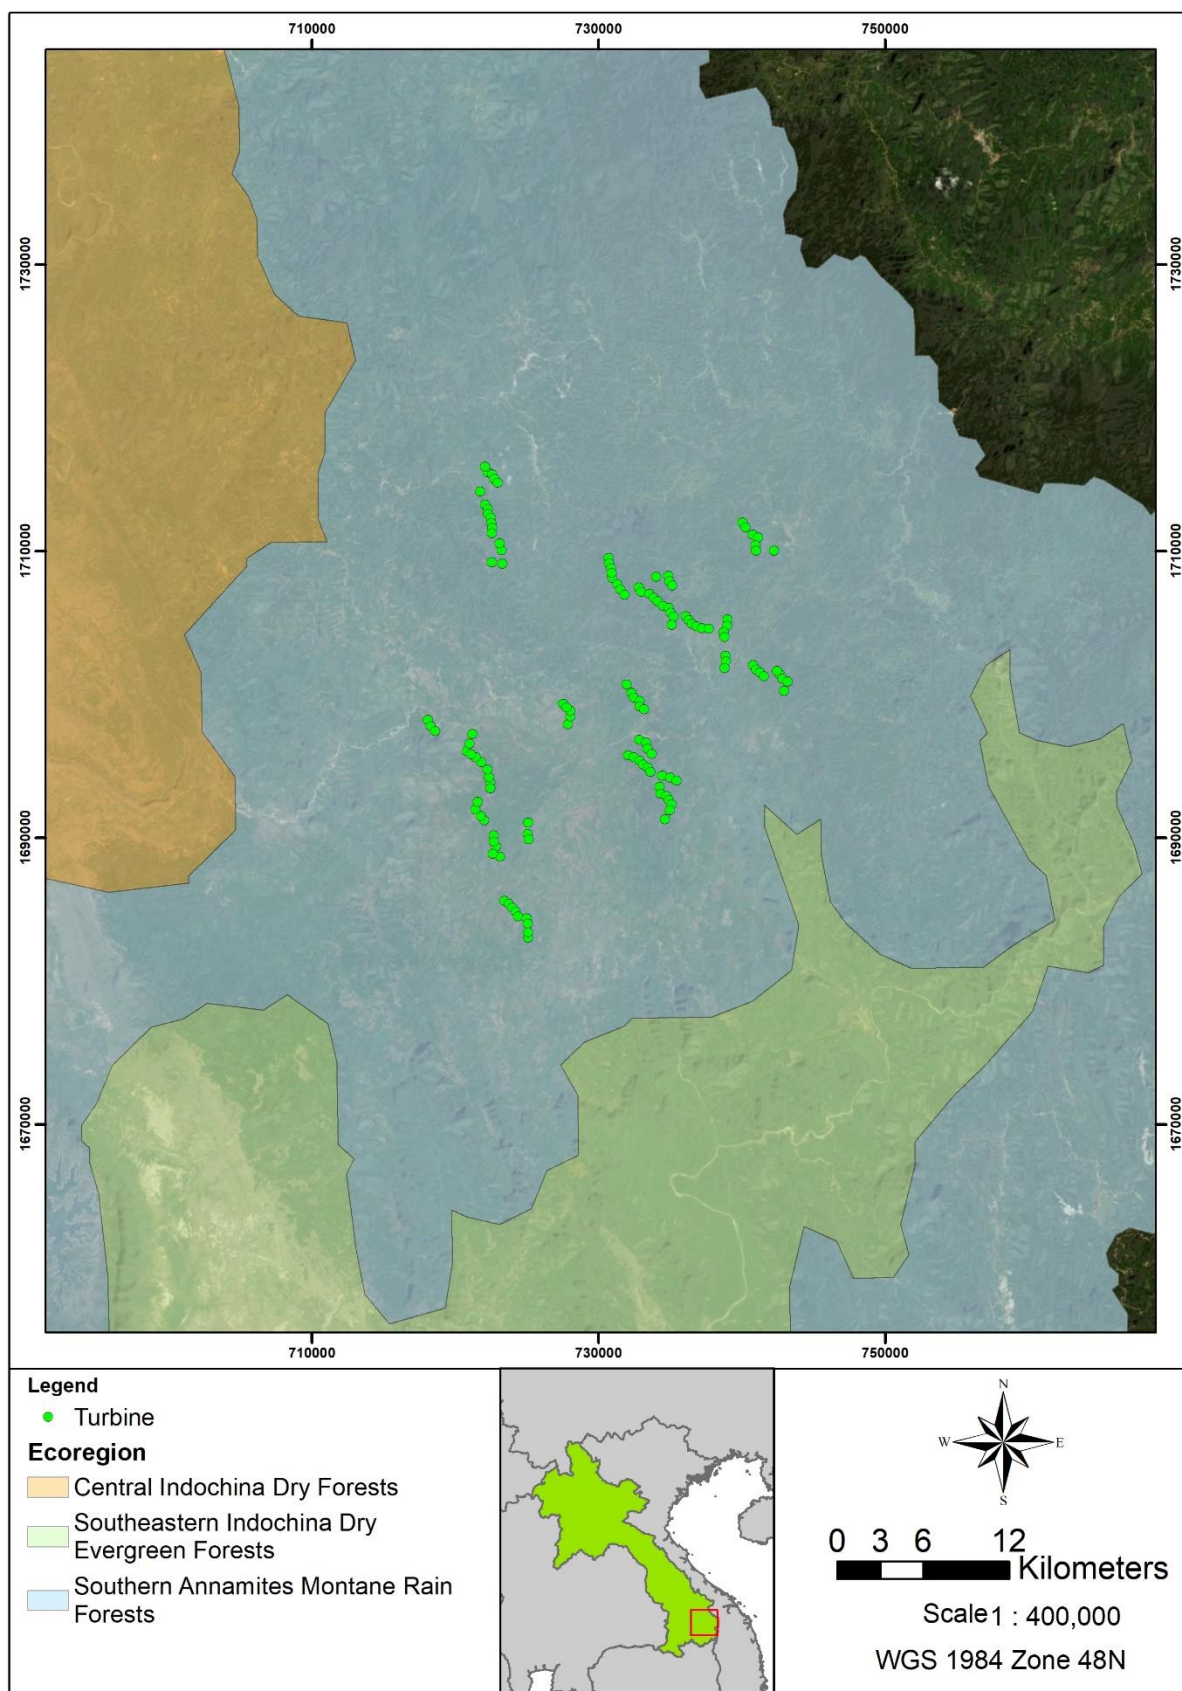 710000 730000 750000
1730000 1730000
1710000 1710000
1690000 1690000
1670000 1670000
710000 730000 750000
Legend
Turbine
Ecoregion
Central Indochina Dry Forests
Southeastern Indochina Dry
Evergreen Forests
Southern Annamites Montane Rain
Forests
N
W E
S
0 3 6 12
Kilometers
Scale 1 : 400,000
WGS 1984 Zone 48N